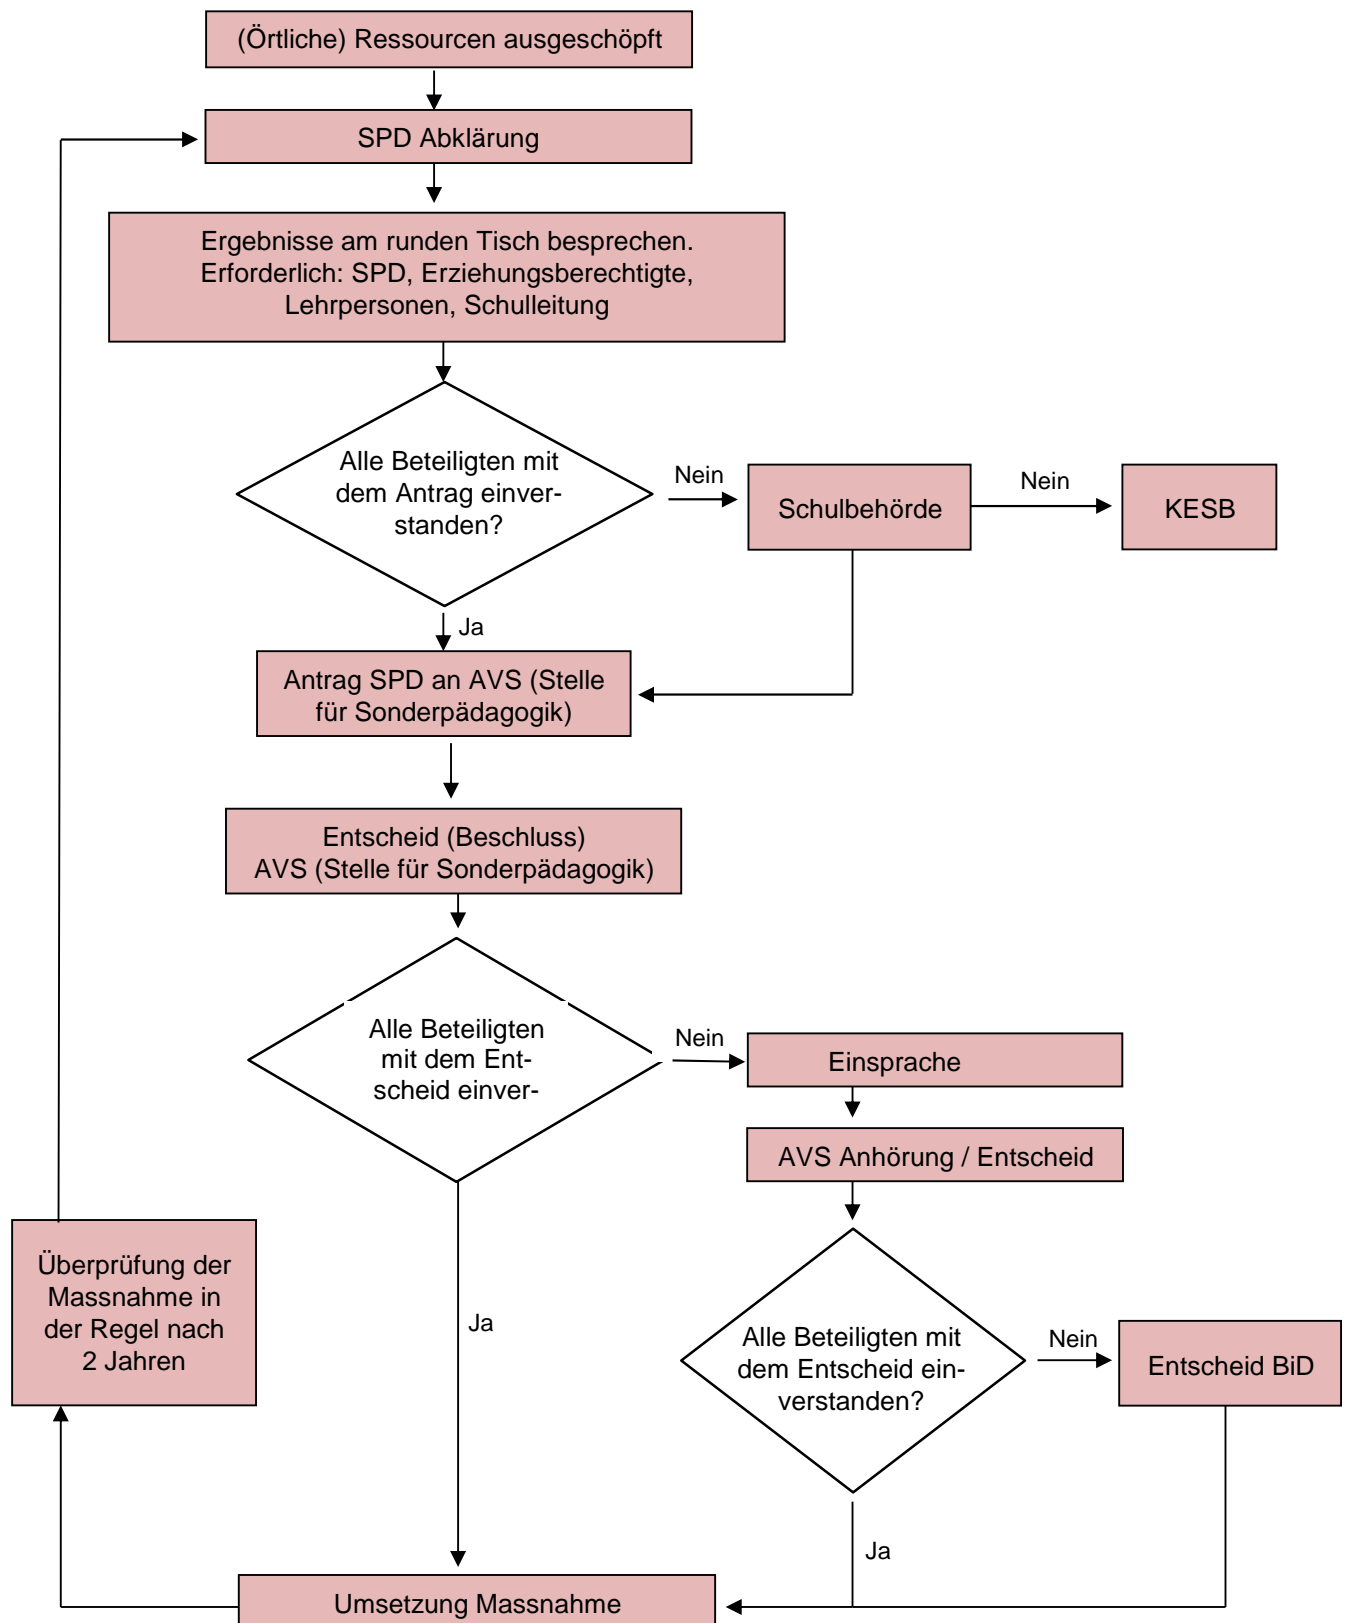 (Örtliche) Ressourcen ausgeschöpft
SPD Abklärung
Ergebnisse am runden Tisch besprechen.
Erforderlich: SPD, Erziehungsberechtigte,
Lehrpersonen, Schulleitung
Alle Beteiligten mit
dem Antrag einver-
standen?
Nein
Schulbehörde
Nein
KESB
Ja
Antrag SPD an AVS (Stelle
für Sonderpädagogik)
Entscheid (Beschluss)
AVS (Stelle für Sonderpädagogik)
Alle Beteiligten
mit dem Ent-
scheid einver-
Nein
Einsprache
AVS Anhörung / Entscheid
Überprüfung der
Massnahme in
der Regel nach
2 Jahren
Ja
Alle Beteiligten mit
dem Entscheid ein-
verstanden?
Nein
Entscheid BiD
Ja
Umsetzung Massnahme